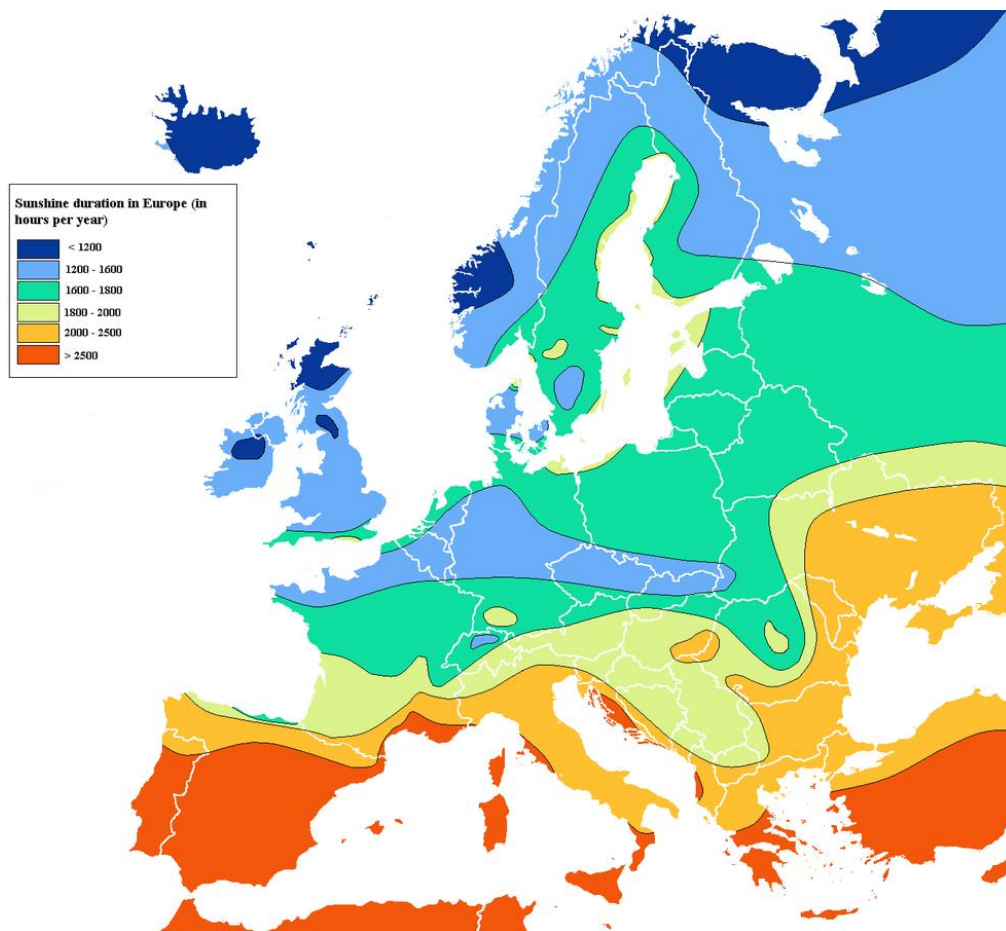 Sunshine duration in Europe (in
hours per year)
< 1200
1200 - 1600
1600 - 1800
1800 - 2000
2000 - 2500
> 2500